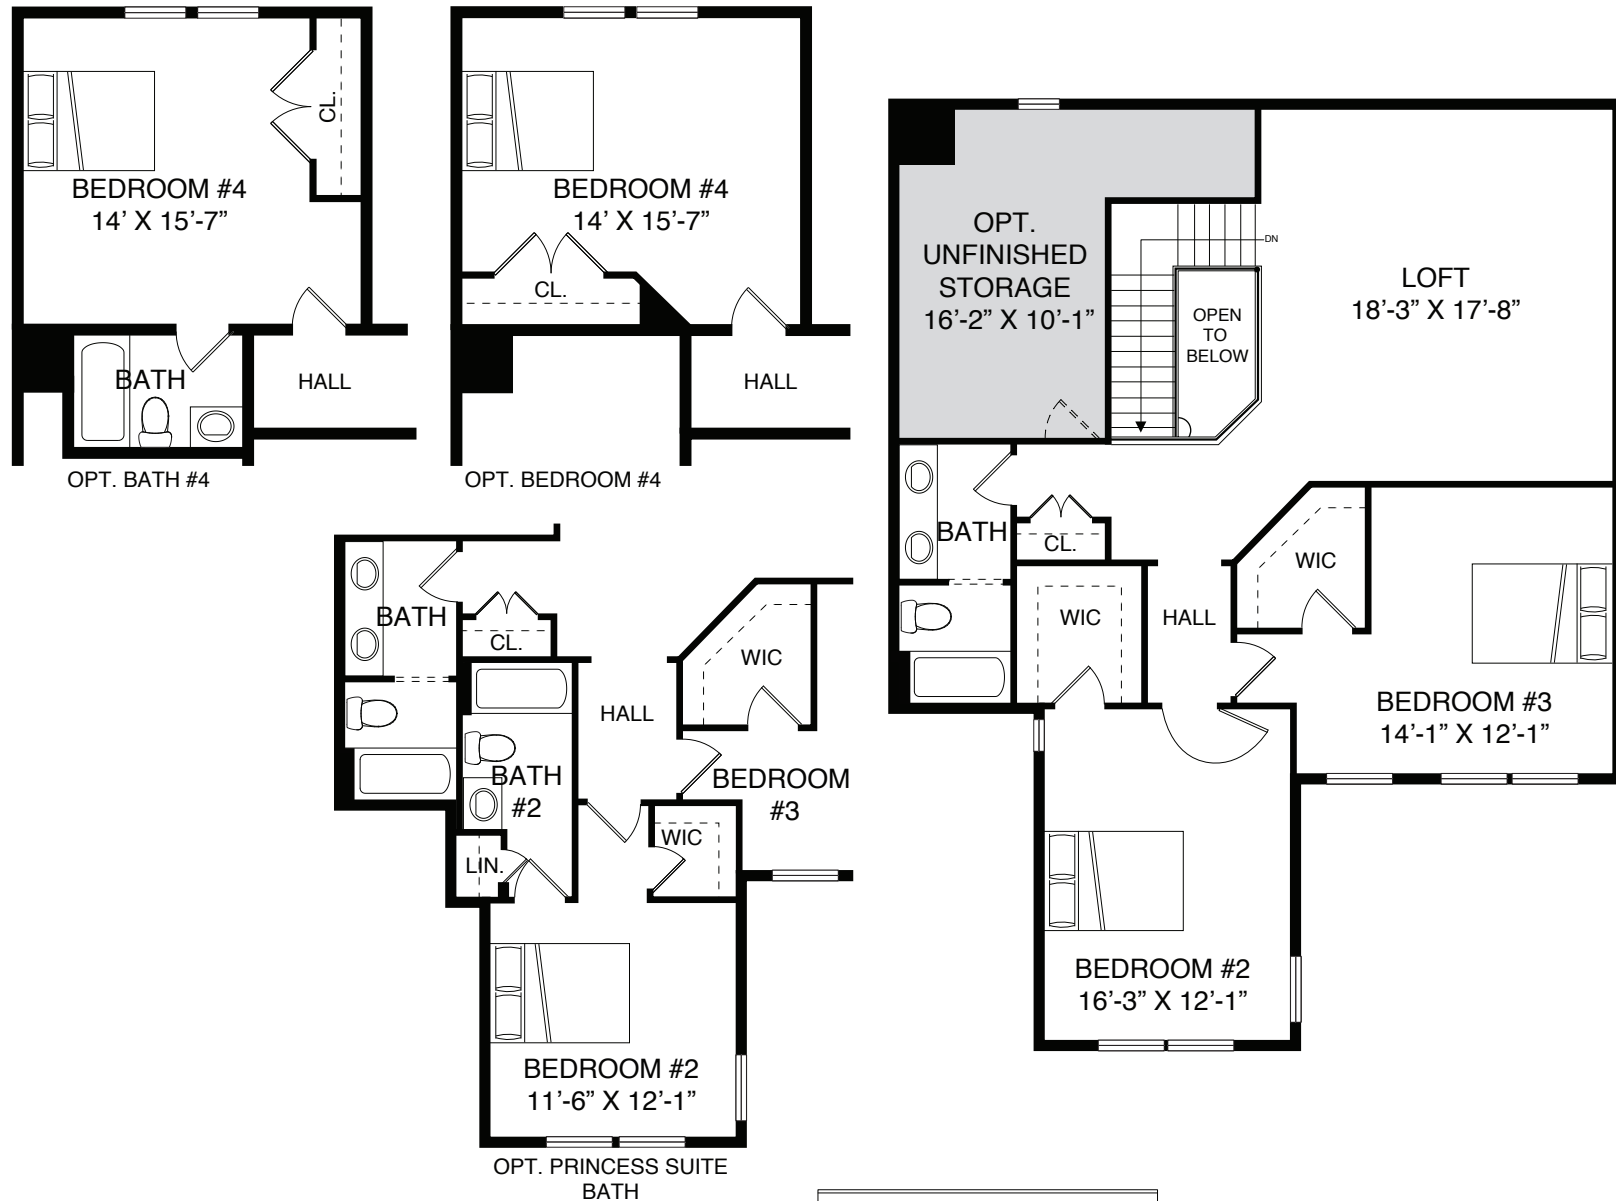 BEDROOM #4
14’ X 15’-7”
CL.
BATH
HALL
OPT. BATH #4
BEDROOM #4
14’ X 15’-7”
CL.
HALL
OPT. BEDROOM #4
OPT.
UNFINISHED
STORAGE
16’-2” X 10’-1”
DN
OPEN
TO
BELOW
LOFT
18’-3” X 17’-8”
BATH
CL.
WIC
WIC
HALL
BEDROOM #3
14’-1” X 12’-1”
BEDROOM #2
16’-3” X 12’-1”
BATH
CL.
WIC
HALL
BATH
#2
BEDROOM
#3
WIC
LIN.
BEDROOM #2
11’-6” X 12’-1”
OPT. PRINCESS SUITE
BATH